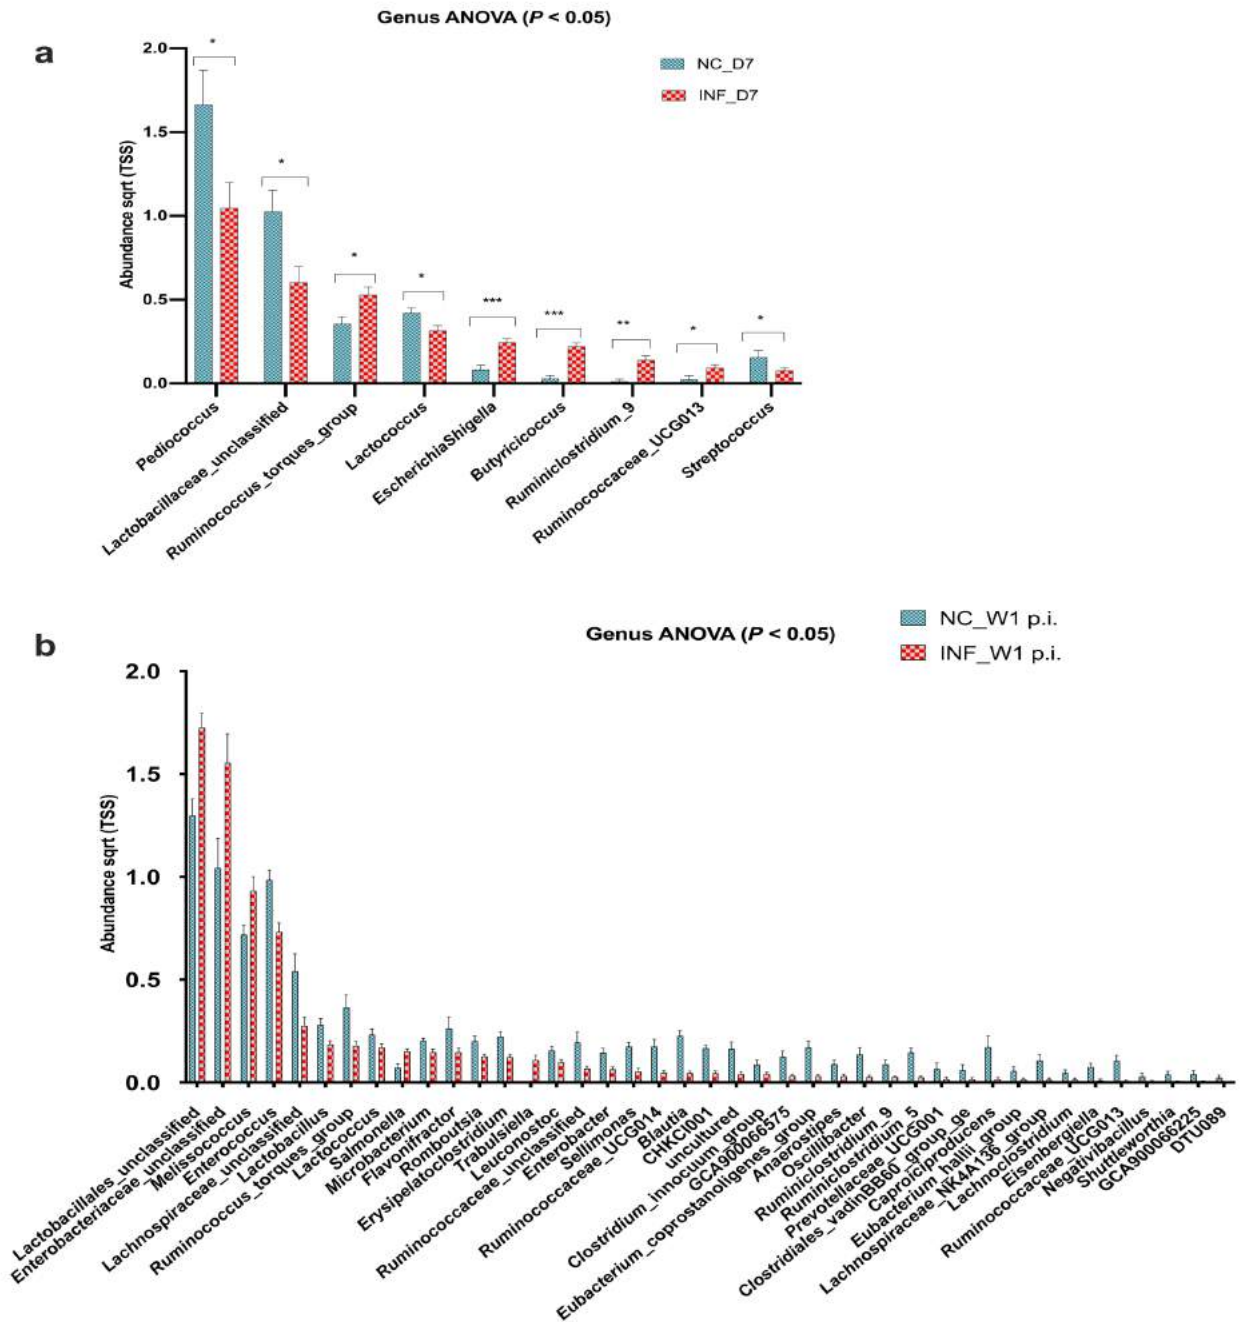 Genus ANOVA (P < 0.05)
a
NC_D7
INF_D7
Abundance sqrt (TSS)
2.0
1.5
1.0
0.5
0.0
*
*
*
*
***
***
**
*
*
Pediococcus
Lactobacillaceae_unclassified
Ruminococcus_torques_group
Lactococcus
EscherichiaShigella
Butyricicoccus
Ruminiclostridium_9
Ruminococcaceae_UCG013
Streptococcus
b
Genus ANOVA (P < 0.05)
NC_W1 p.i.
INF_W1 p.i.
Abundance sqrt (TSS)
2.0
1.5
1.0
0.5
0.0
Lactobacillales_unclassified
Enterobacteriaceae_unclassified
Melissococcus
Enterococcus
Lachnospiraceae_unclassified
Lactobacillus
Ruminococcus_torques_group
Lactococcus
Salmonella
Microbacterium
Flavonifractor
Romboutsia
Erysipelatoclostridium
Trabulsiella
Leuconostoc
Ruminococcaceae_unclassified
Enterobacter
Sellimonas
Ruminococcaceae_UCG014
Blautia
CHKCI001
uncultured
Clostridium_innocuum_group
GCA900066575
Eubacterium_coprostanoligenes_group
Anaerostipes
Oscillibacter
Ruminiclostridium_9
Ruminiclostridium_5
Prevotellaceae_UCG001
Clostridiales_vadinBB60_group_ge
Caproiciproducens
Eubacterium_hallii_group
Lachnospiraceae_NK4A136_group
Lachnoclostridium
Eisenbergiella
Ruminococcaceae_UCG013
Negativibacillus
Shuttleworthia
GCA900066225
DTU089